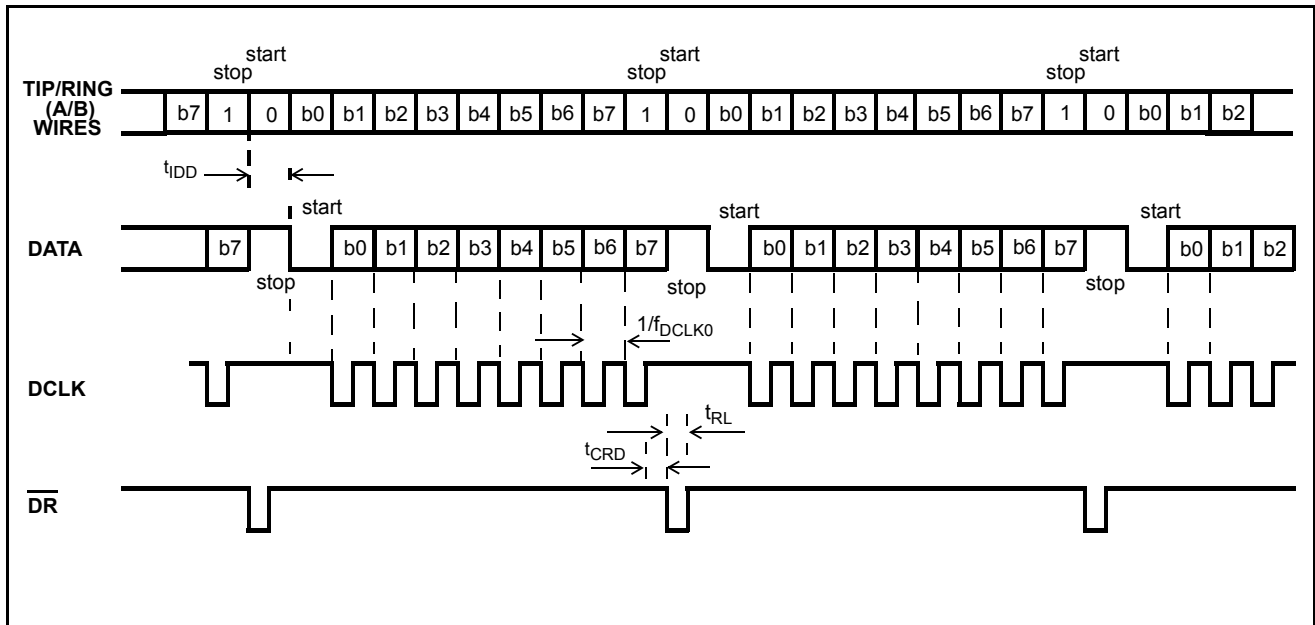 start start start
stop stop stop
TIP/RING
(A/B)
WIRES
b7 1 0 b0 b1 b2 b3 b4 b5 b6 b7 1 0 b0 b1 b2 b3 b4 b5 b6 b7 1 0 b0 b1 b2
tIDD
start start start
DATA
b7 b0 b1 b2 b3 b4 b5 b6 b7 b0 b1 b2 b3 b4 b5 b6 b7 b0 b1 b2
stop stop stop
1/fDCLK0
DCLK
tRL
tCRD
DR